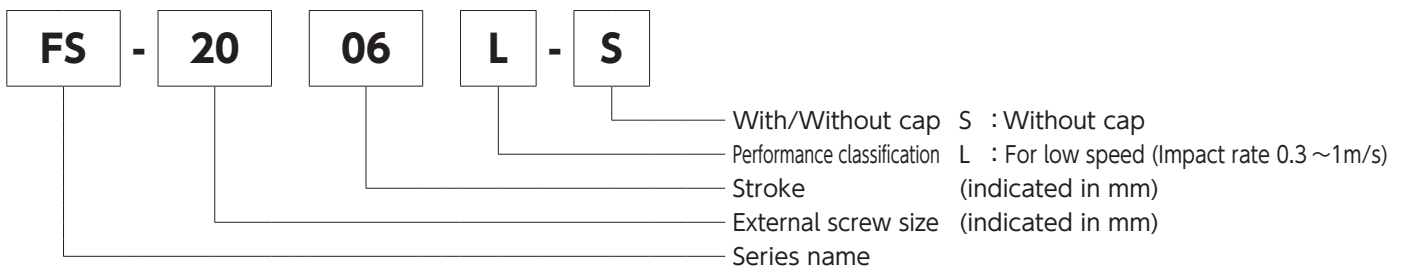 FS - 20 06 L - S
With/Without cap S : Without cap
Performance classification L : For low speed (Impact rate 0.3～1m/s)
Stroke (indicated in mm)
External screw size (indicated in mm)
Series name